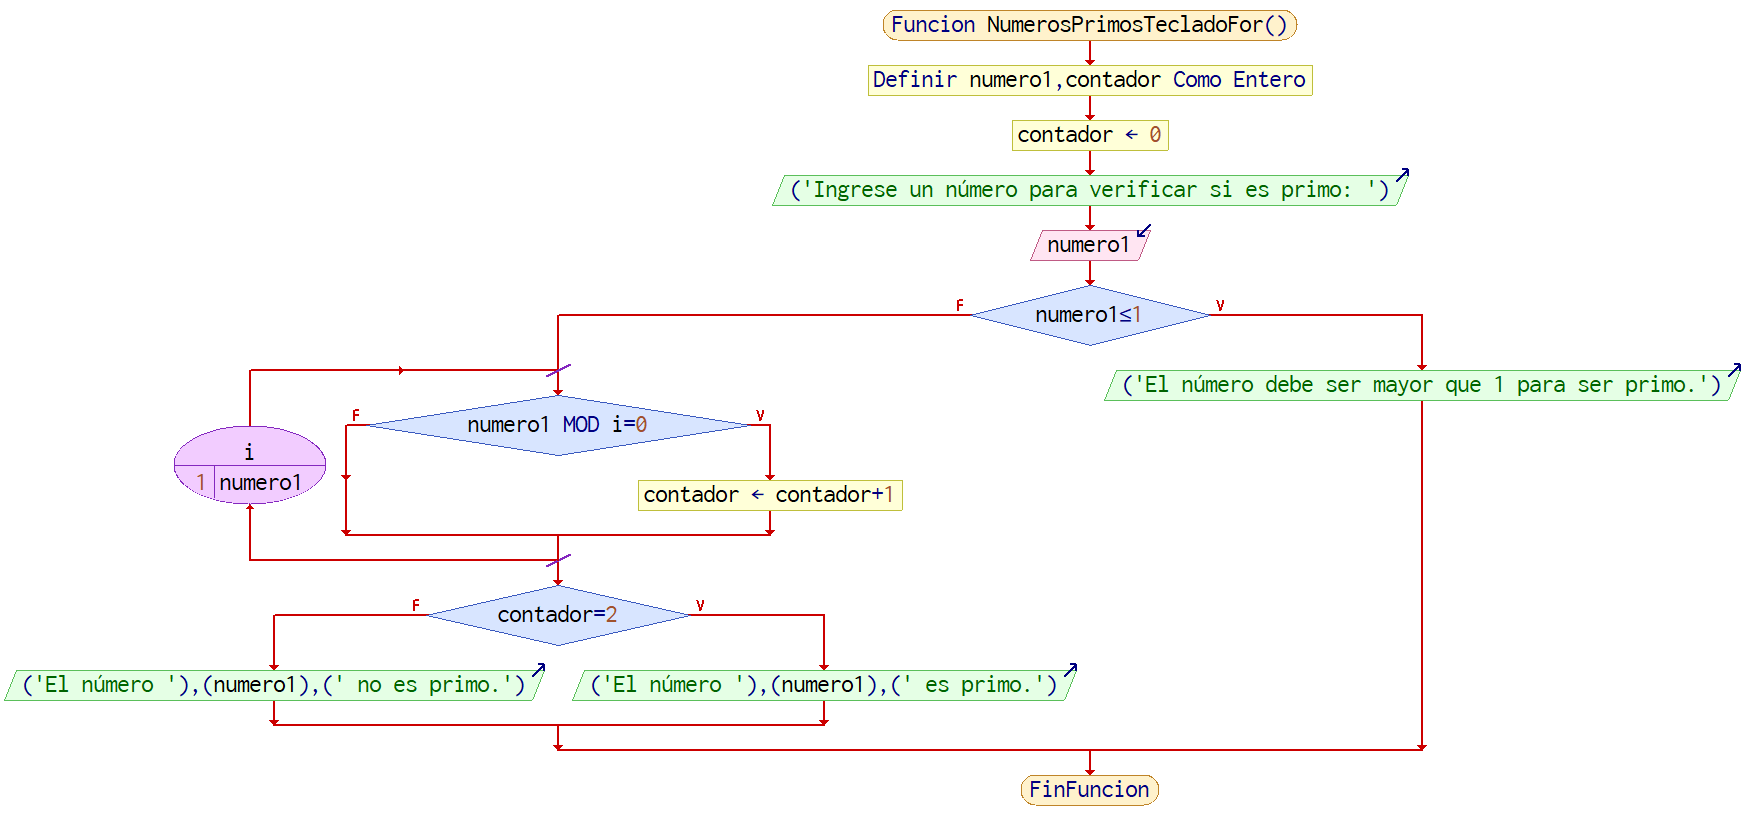 Funcion NumerosPrimosTecladoFor()
Definir numero1,contador Como Entero
contador ← 0
('Ingrese un número para verificar si es primo: ')
numero1
F
V
numero1≤1
('El número debe ser mayor que 1 para ser primo.')
F
V
numero1 MOD i=0
i
1 numero1
contador ← contador+1
F
V
contador=2
('El número '),(numero1),(' no es primo.')
('El número '),(numero1),(' es primo.')
FinFuncion